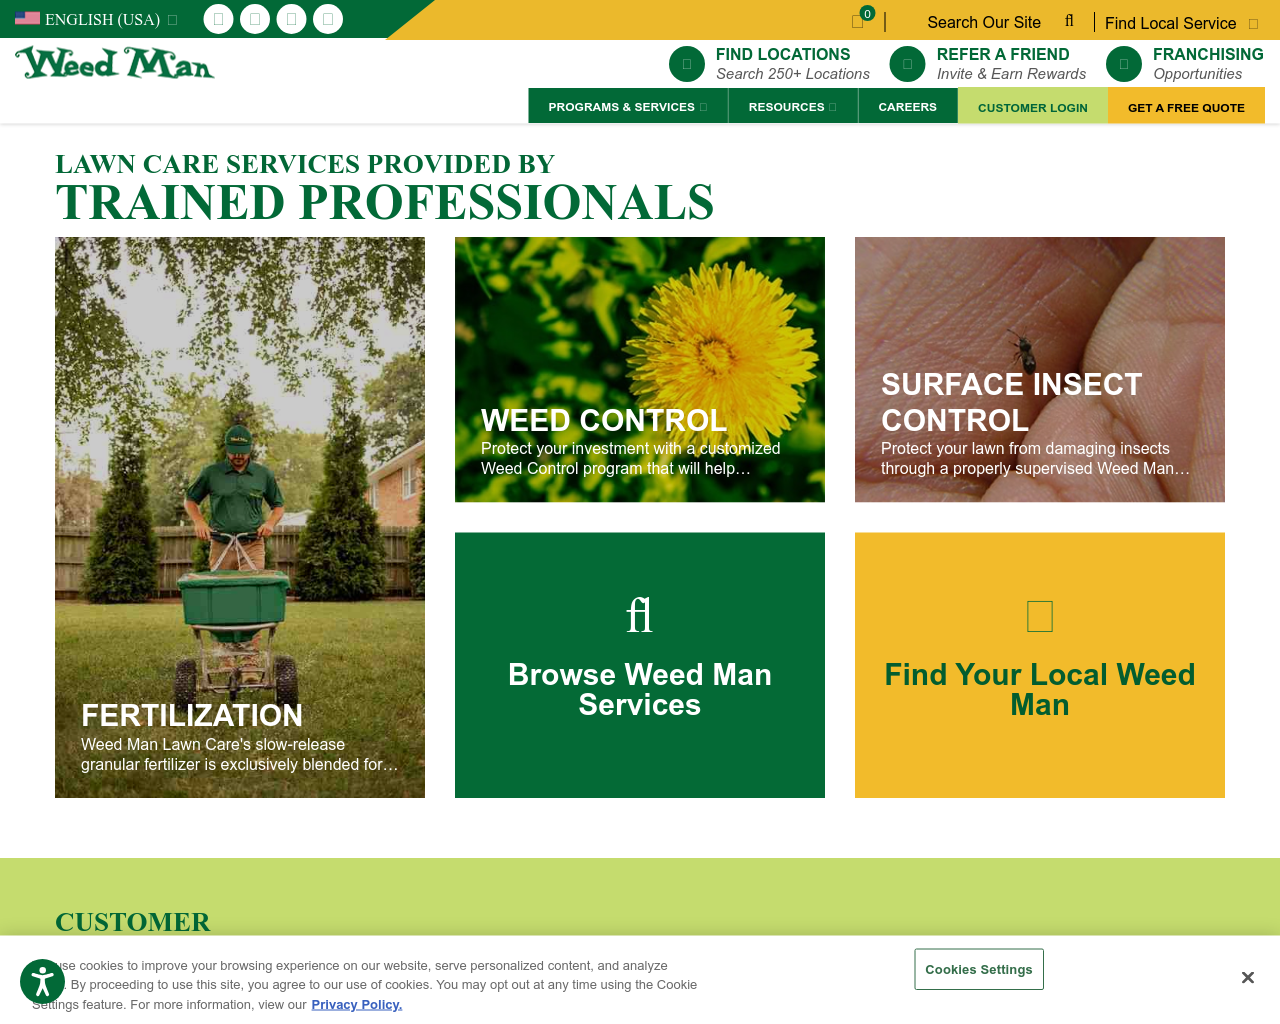 ENGLISH (USA)
0
Search Our Site
Find Local Service
Weed Man
FIND LOCATIONS
Search 250+ Locations
REFER A FRIEND
Invite & Earn Rewards
FRANCHISING
Opportunities
PROGRAMS & SERVICES
RESOURCES
CAREERS
CUSTOMER LOGIN
GET A FREE QUOTE
LAWN CARE SERVICES PROVIDED BY
TRAINED PROFESSIONALS
FERTILIZATION
Weed Man Lawn Care's slow-release
granular fertilizer is exclusively blended for…
WEED CONTROL
Protect your investment with a customized
Weed Control program that will help…
SURFACE INSECT
CONTROL
Protect your lawn from damaging insects
through a properly supervised Weed Man…
Browse Weed Man
Services
Find Your Local Weed
Man
CUSTOMER
use cookies to improve your browsing experience on our website, serve personalized content, and analyze
. By proceeding to use this site, you agree to our use of cookies. You may opt out at any time using the Cookie
Settings feature. For more information, view our Privacy Policy.
Cookies Settings